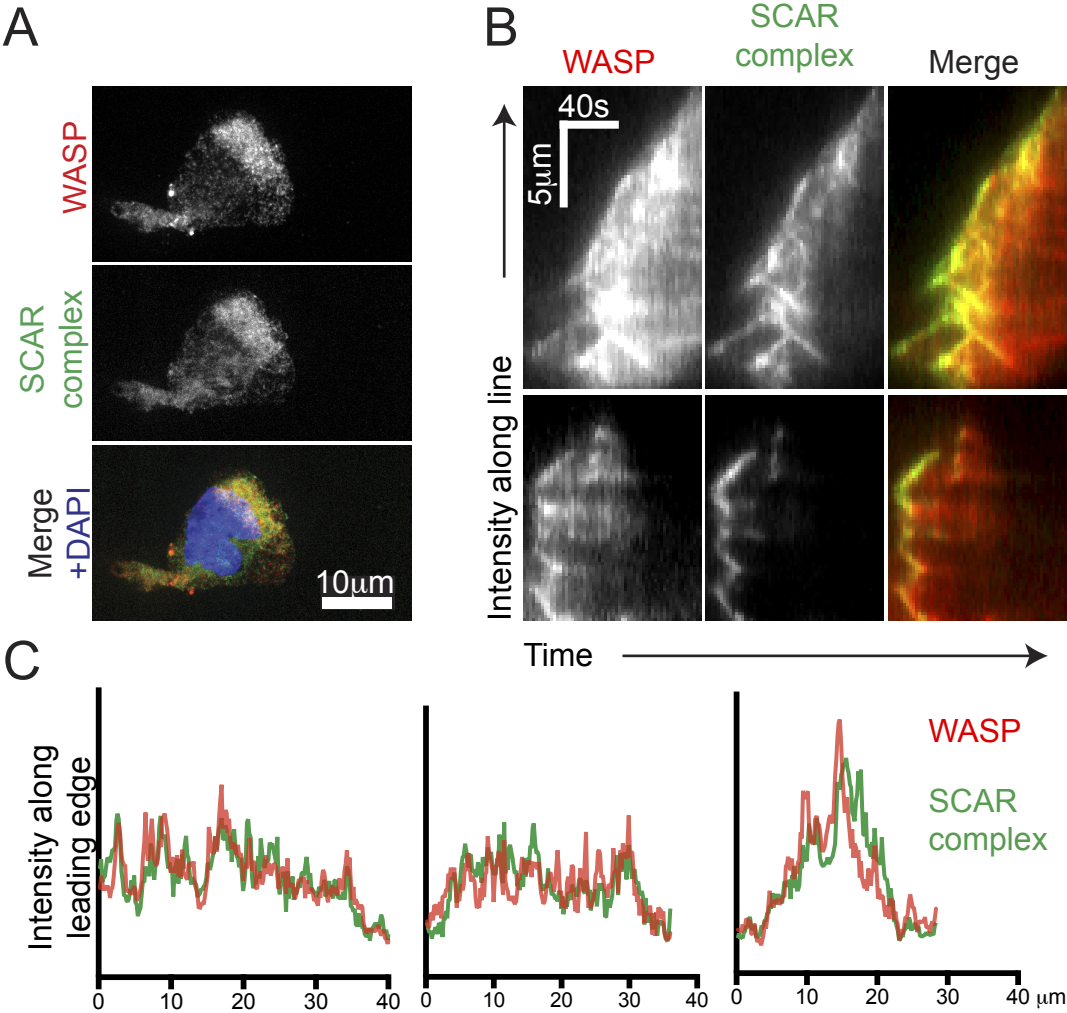 A
WASP
SCAR
complex
Merge
+DAPI
10μm
B
WASP
SCAR
complex
Merge
40s
5μm
Intensity along line
Time
C
Intensity along
leading edge
0 10 20 30 40
0 10 20 30 40
0 10 20 30 40 μm
WASP
SCAR
complex